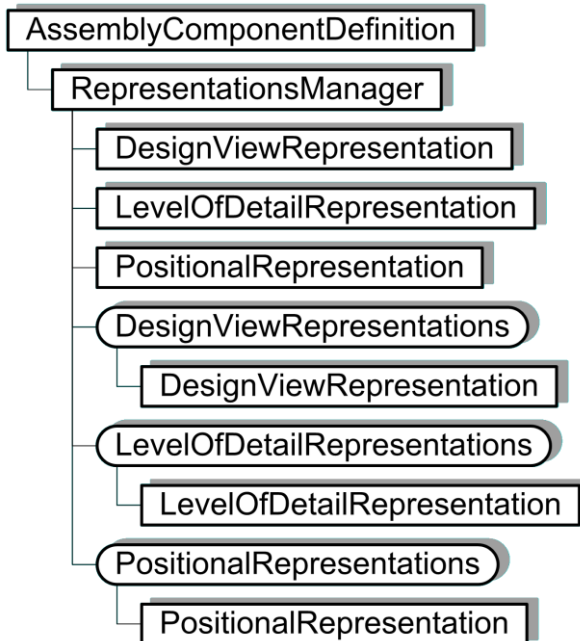 AssemblyComponentDefinition
RepresentationsManager
DesignViewRepresentation
LevelOfDetailRepresentation
PositionalRepresentation
DesignViewRepresentations
DesignViewRepresentation
LevelOfDetailRepresentations
LevelOfDetailRepresentation
PositionalRepresentations
PositionalRepresentation